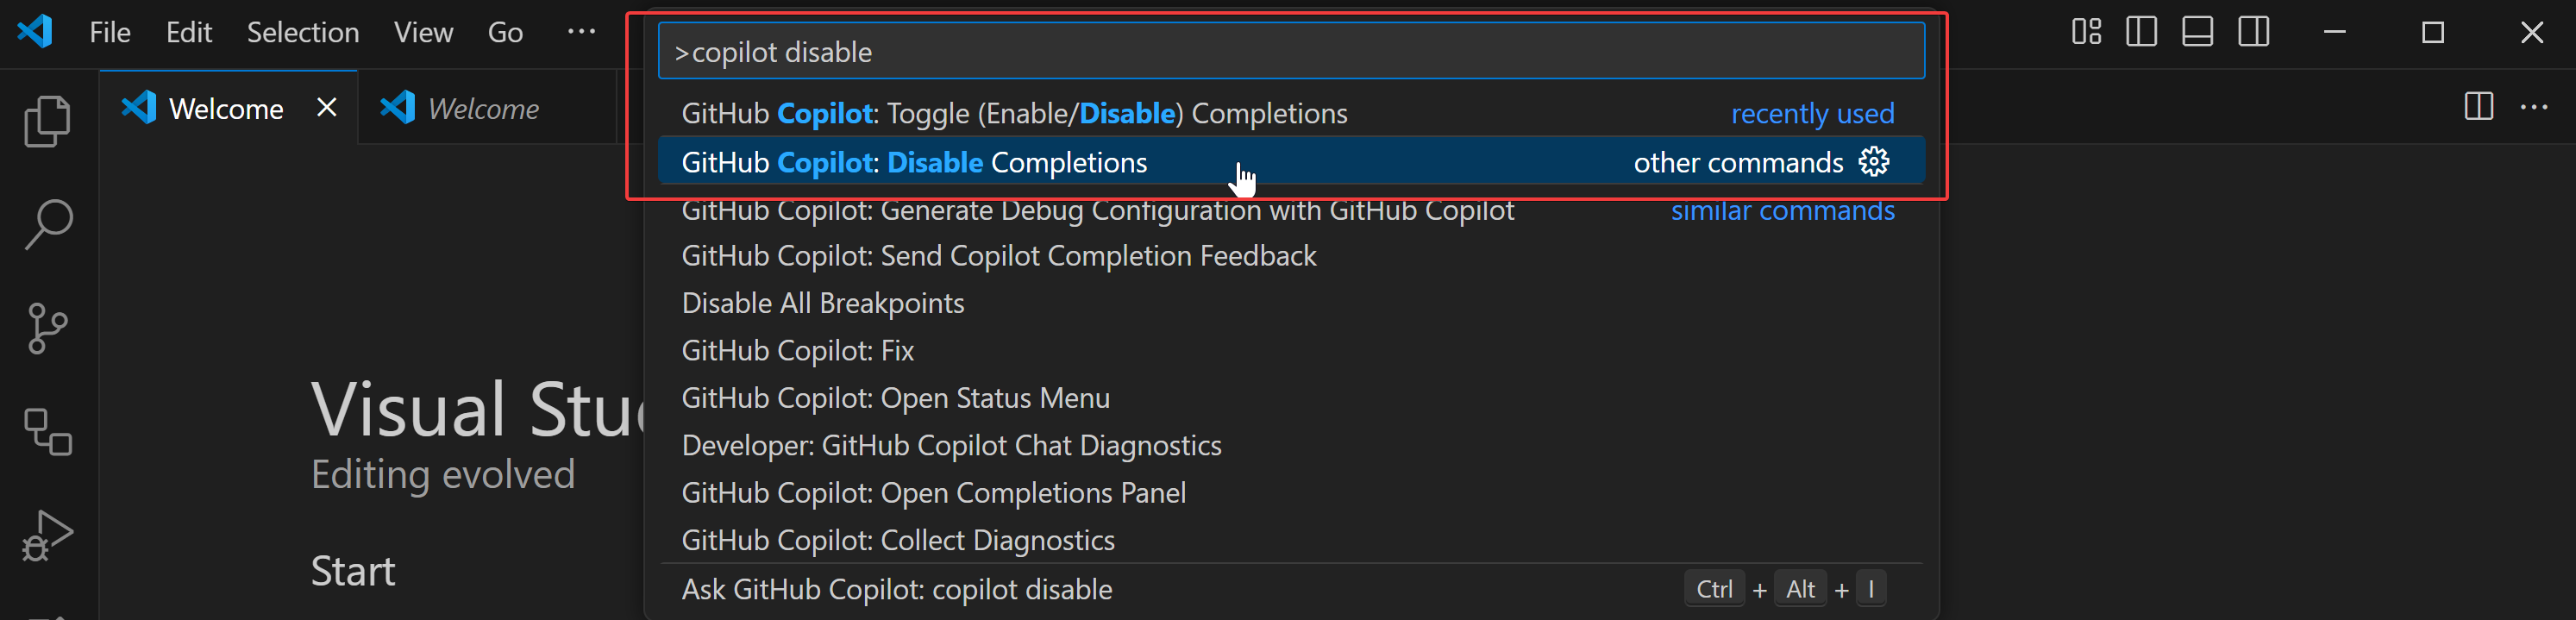 File Edit Selection View Go ···
>copilot disable
Welcome
Welcome
GitHub Copilot: Toggle (Enable/Disable) Completions recently used
GitHub Copilot: Disable Completions other commands
GitHub Copilot: Generate Debug Configuration with GitHub Copilot similar commands
GitHub Copilot: Send Copilot Completion Feedback
Disable All Breakpoints
GitHub Copilot: Fix
GitHub Copilot: Open Status Menu
Developer: GitHub Copilot Chat Diagnostics
GitHub Copilot: Open Completions Panel
GitHub Copilot: Collect Diagnostics
Ask GitHub Copilot: copilot disable Ctrl + Alt + I
Visual Stu
Editing evolved
Start